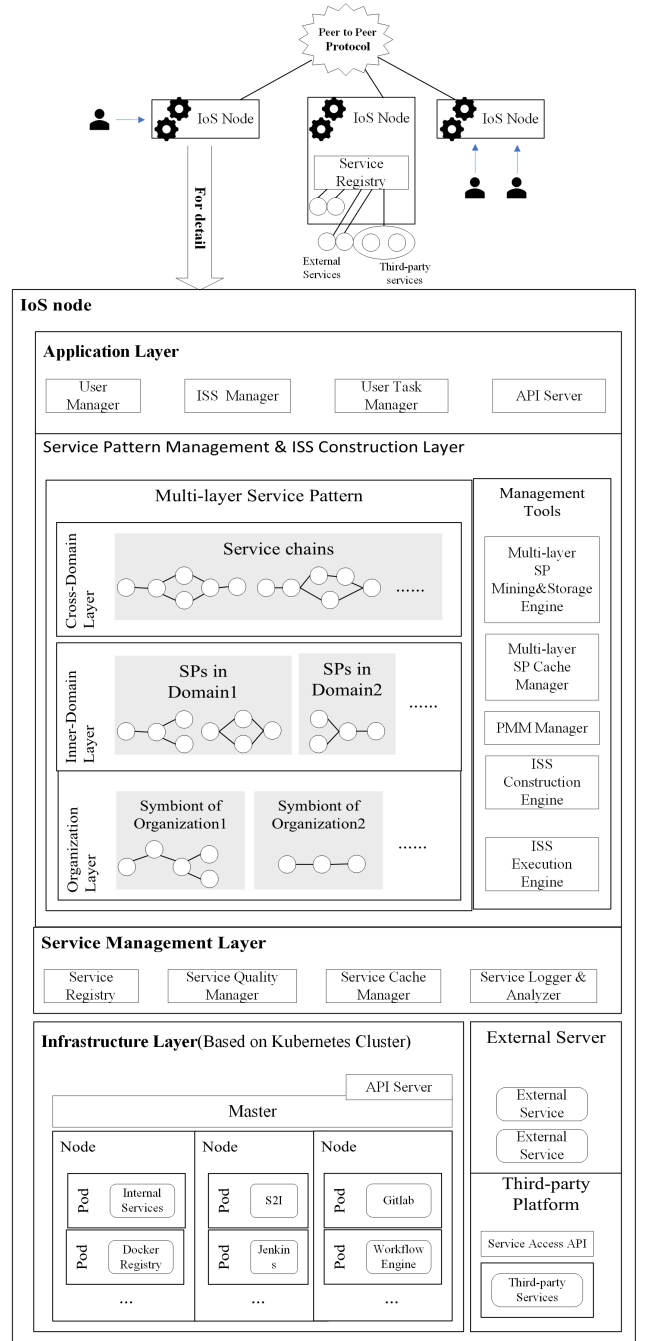 Peer to Peer
Protocol
IoS Node
IoS Node
IoS Node
Service
Registry
External
Services
Third-party
services
For detail
IoS node
Application Layer
User
Manager
ISS Manager
User Task
Manager
API Server
Service Pattern Management & ISS Construction Layer
Multi-layer Service Pattern
Cross-Domain
Layer
Service chains
......
Inner-Domain
Layer
SPs in
Domain1
SPs in
Domain2
......
Organization
Layer
Symbiont of
Organization1
Symbiont of
Organization2
......
Management
Tools
Multi-layer
SP
Mining&Storage
Engine
Multi-layer
SP Cache
Manager
PMM Manager
ISS
Construction
Engine
ISS
Execution
Engine
Service Management Layer
Service
Registry
Service Quality
Manager
Service Cache
Manager
Service Logger &
Analyzer
Infrastructure Layer(Based on Kubernetes Cluster)
API Server
Master
Node
Pod
Internal
Services
Pod
Docker
Registry
...
Node
Pod
S2I
Pod
Jenkin
s
...
Node
Pod
Gitlab
Pod
Workflow
Engine
...
External Server
External
Service
External
Service
Third-party
Platform
Service Access API
Third-party
Services